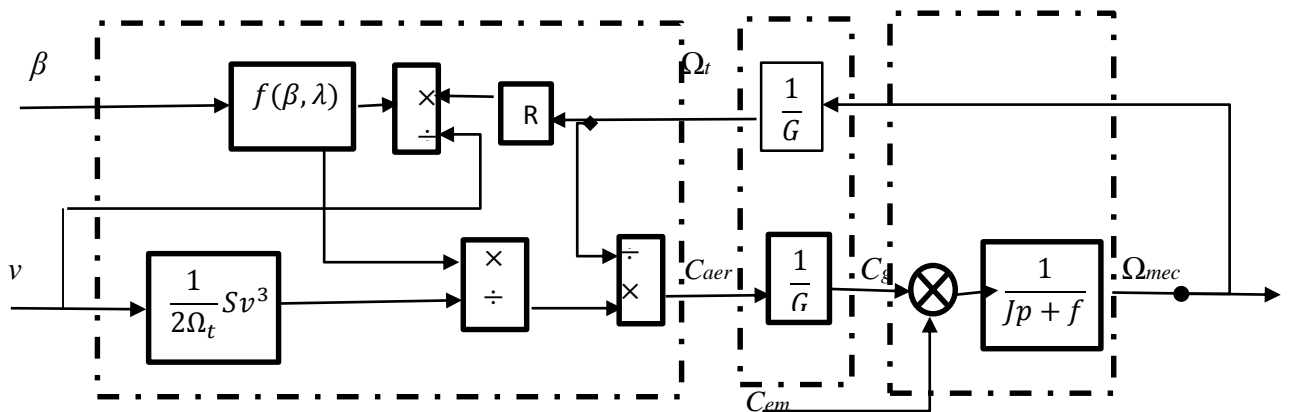 β
f(β, λ)
×
÷
R
Ωt
1/G
v
1/2Ωt Sv³
×
÷
÷
×
Caer
1/G
Cg
1/Jp + f
Ωmec
Cem